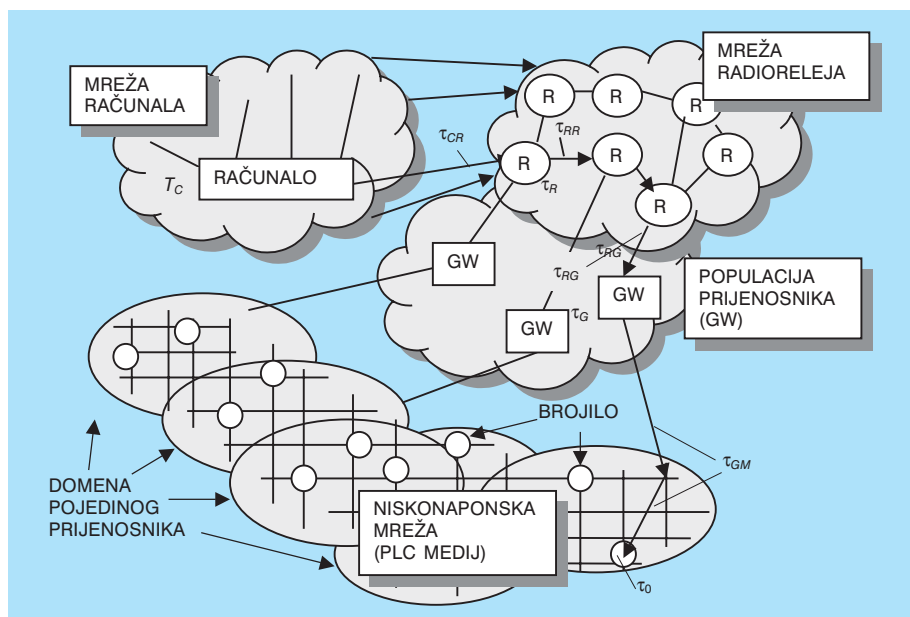 MREŽA
RAČUNALA
MREŽA
RADIORELEJA
R
R
R
τCR
τRR
R
R
R
τR
TC
RAČUNALO
R
τRG
τRG
GW
GW
τG
GW
POPULACIJA
PRIJENOSNIKA
(GW)
BROJILO
τGM
DOMENA
POJEDINOG
PRIJENOSNIKA
NISKONAPONSKA
MREŽA
(PLC MEDIJ)
τ0